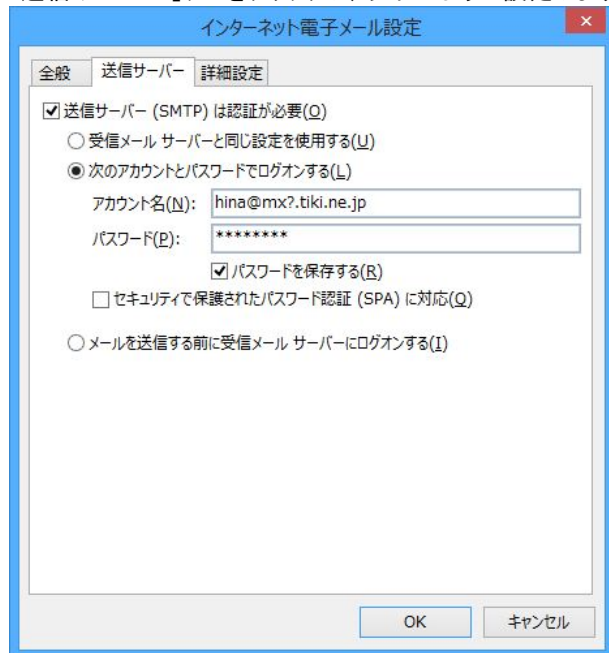 インターネット電子メール設定
全般 送信サーバー 詳細設定
送信サーバー (SMTP) は認証が必要(O)
受信メール サーバーと同じ設定を使用する(U)
次のアカウントとパスワードでログオンする(L)
アカウント名(N): hina@mx?.tiki.ne.jp
パスワード(P): ********
パスワードを保存する(R)
セキュリティで保護されたパスワード認証 (SPA) に対応(Q)
メールを送信する前に受信メール サーバーにログオンする(I)
OK キャンセル